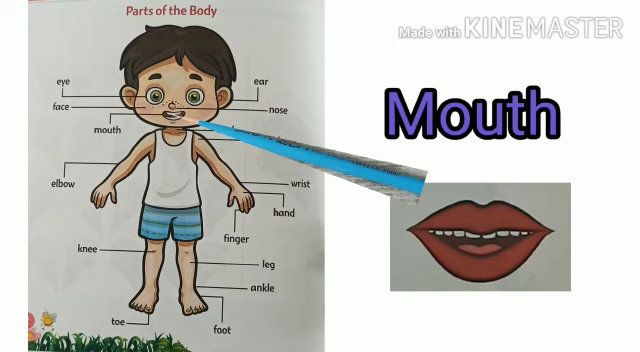 Parts of the Body
eye
ear
face
nose
mouth
elbow
wrist
hand
finger
knee
leg
ankle
toe
foot
Made with KINEMASTER
Mouth